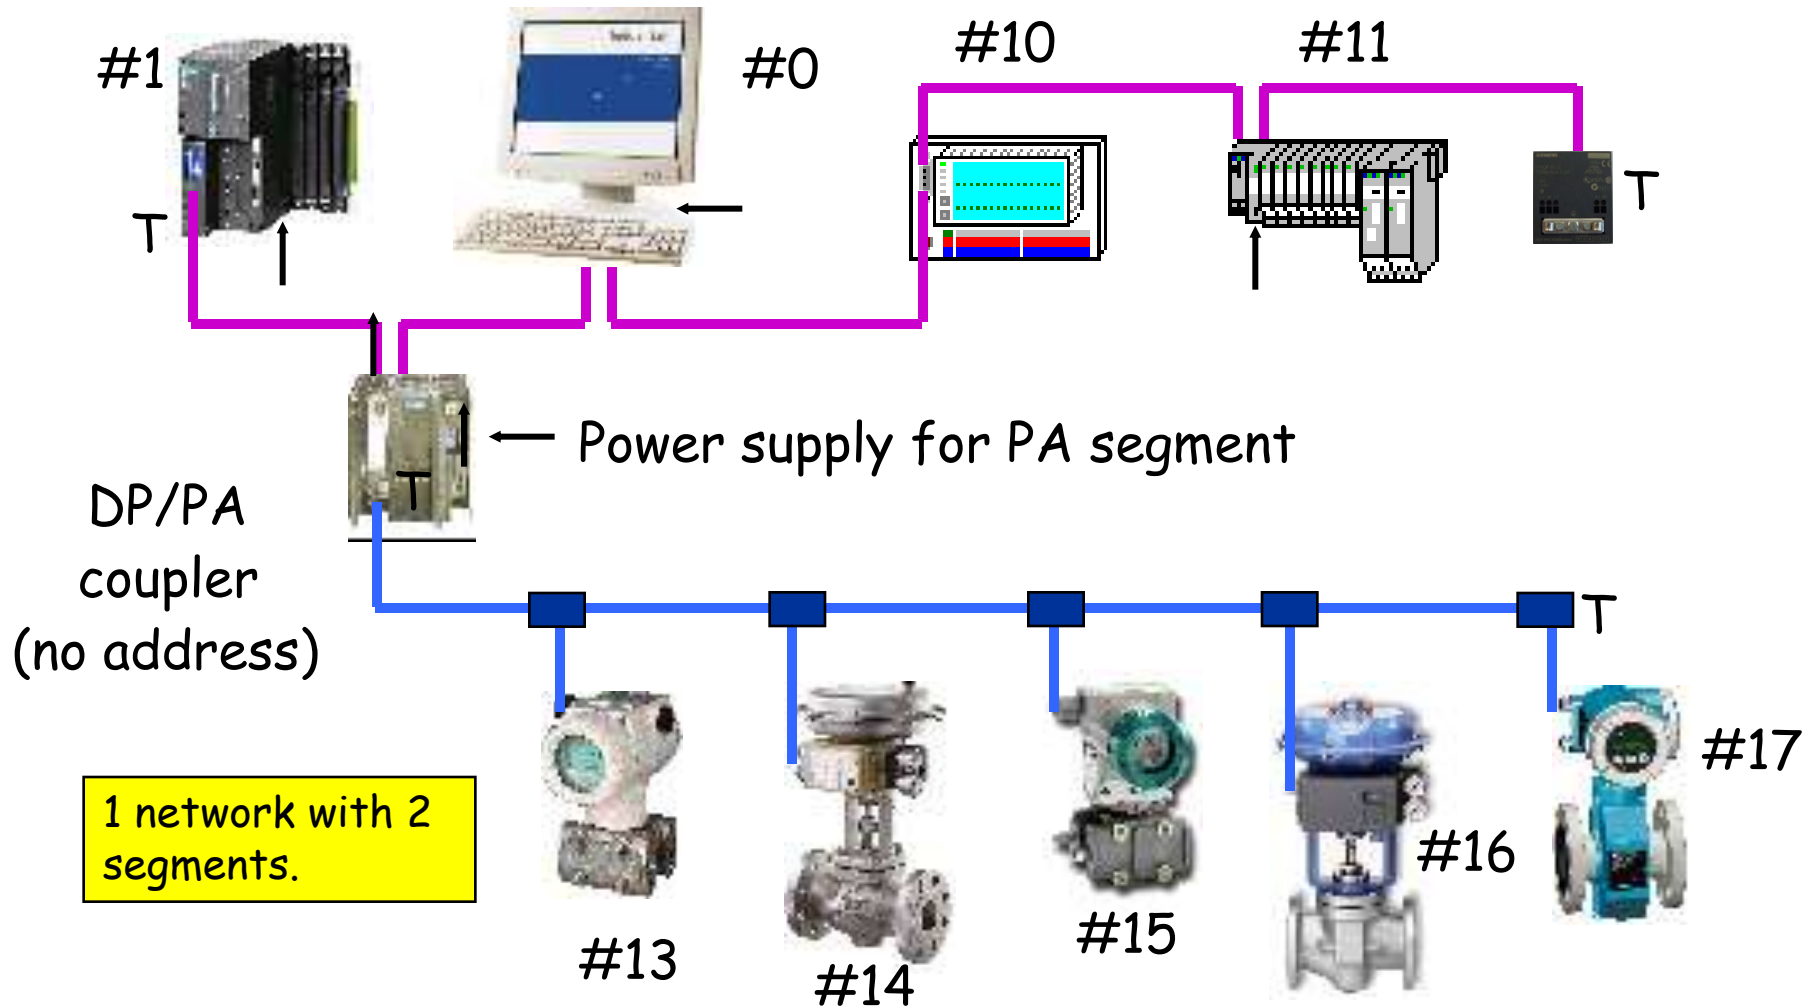 #1
#0
#10
#11
T
T
Power supply for PA segment
T
DP/PA
coupler
(no address)
T
#17
1 network with 2
segments.
#16
#15
#13
#14